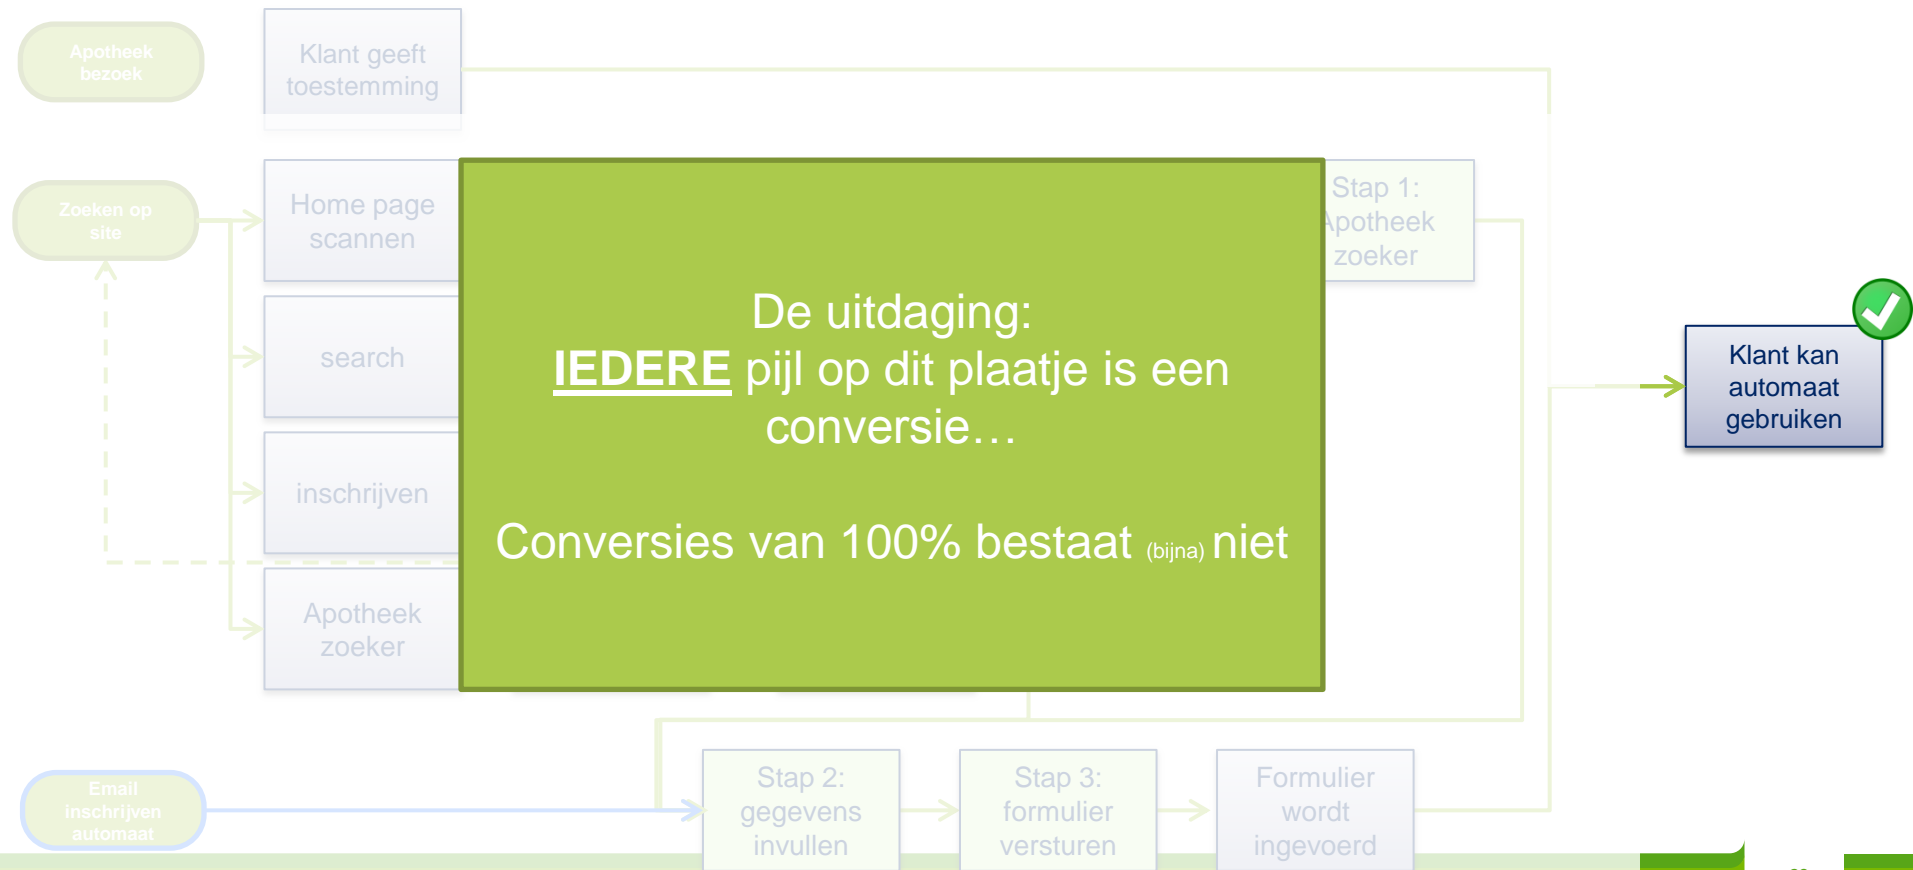 Apotheek
bezoek
Klant geeft
toestemming
Zoeken op
site
Home page
scannen
search
inschrijven
Apotheek
zoeker
De uitdaging:
IEDERE pijl op dit plaatje is een
conversie…
Conversies van 100% bestaat (bijna) niet
Stap 1:
Apotheek
zoeker
Klant kan
automaat
gebruiken
Email
inschrijven
automaat
Stap 2:
gegevens
invullen
Stap 3:
formulier
versturen
Formulier
wordt
ingevoerd